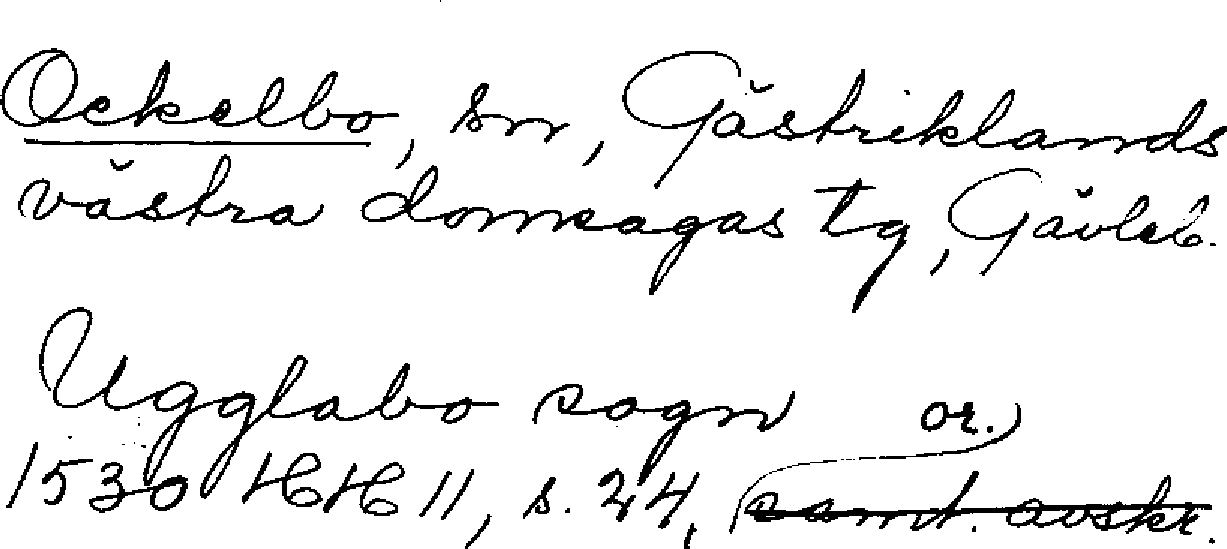 Ockelbo, sn, Gästriklands
västra domsagas tg, Gävleb.
Ugglabo sogn or.
1530 HH 11, s. 24, samt. avskr.